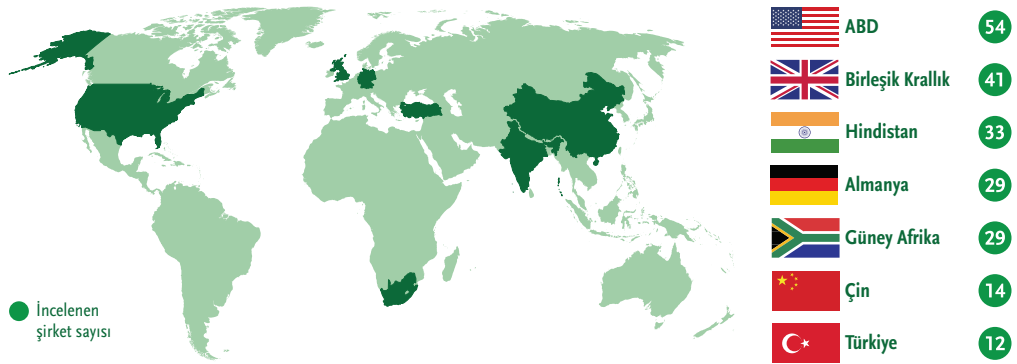 ABD 54
Birleşik Krallık 41
Hindistan 33
Almanya 29
Güney Afrika 29
Çin 14
Türkiye 12
İncelenen
şirket sayısı